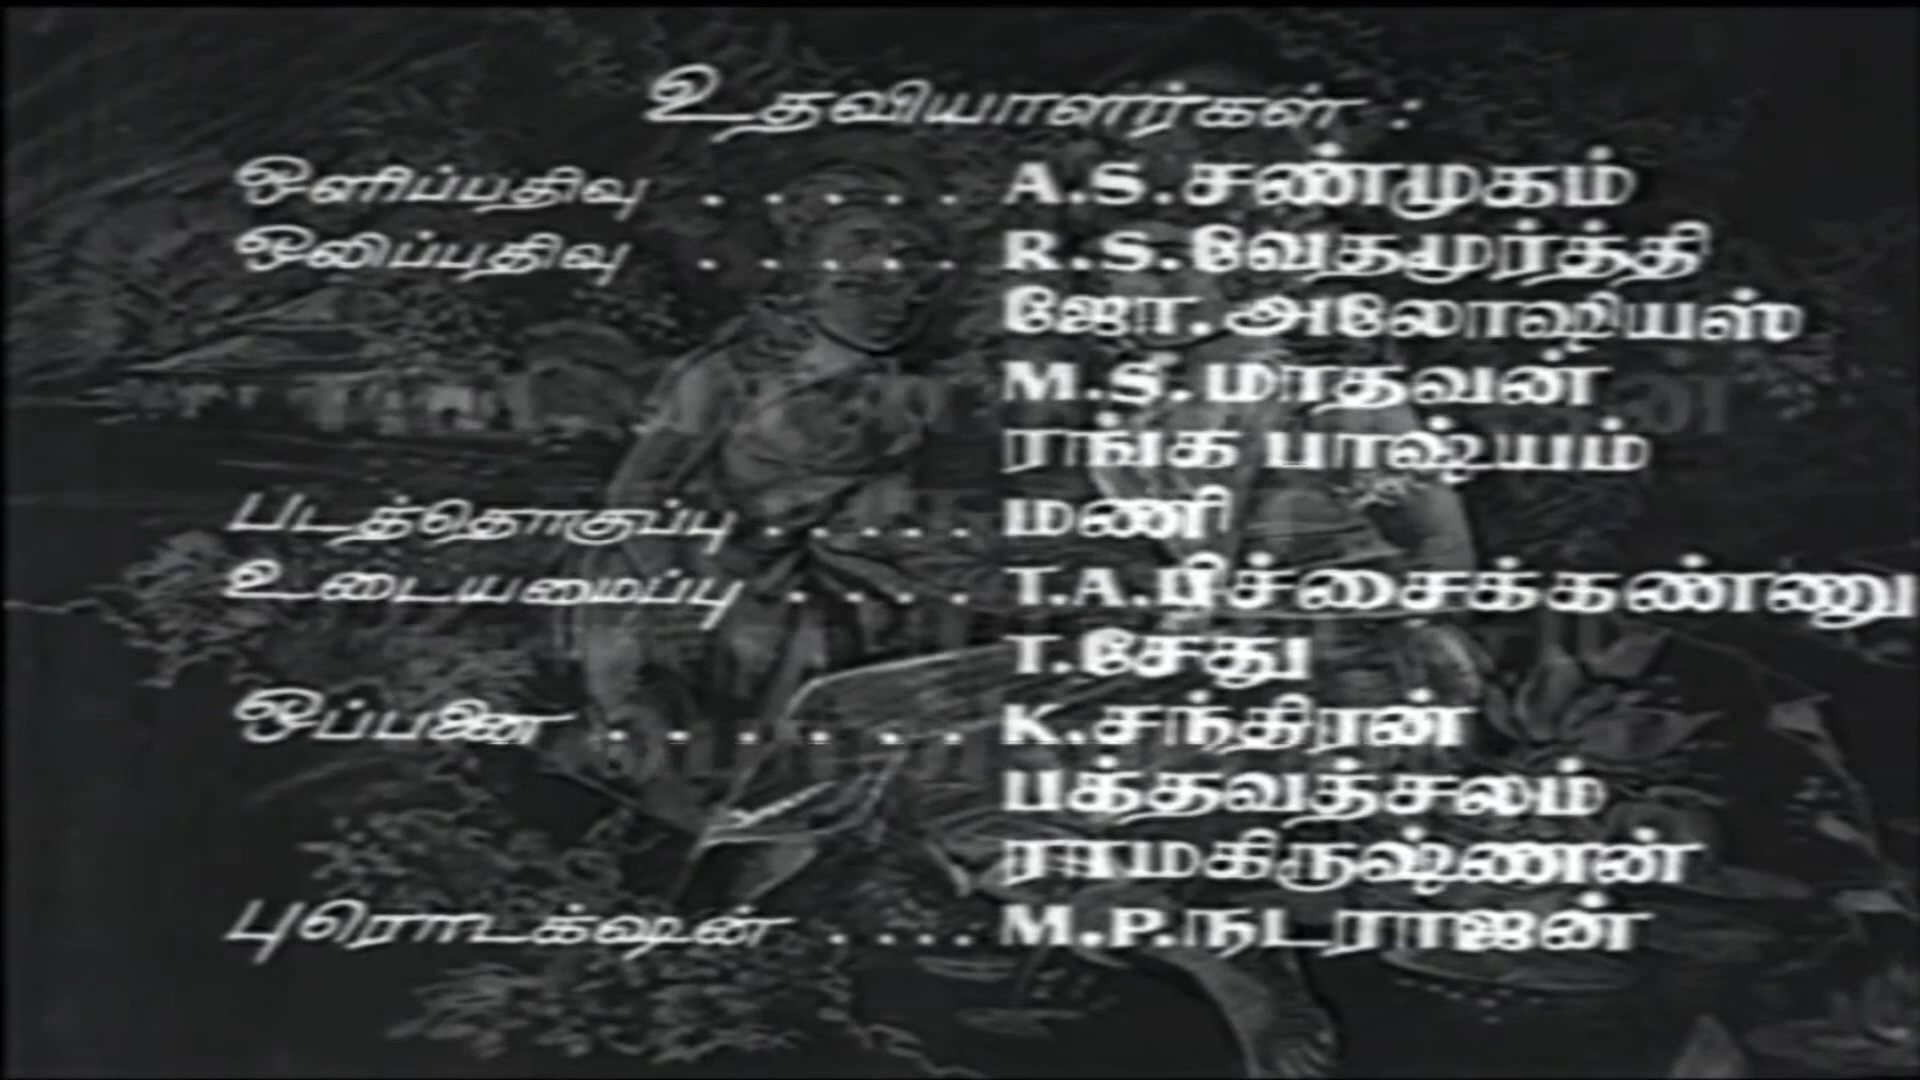 உதவியாளர்கள் :
ஒளிப்பதிவு . . . . . A.S.சண்முகம்
ஒலிப்பதிவு . . . . . R.S.வேதமூர்த்தி
ஜோ. அலோஷியஸ்
M.S.மாதவன்
ராங்க பாஷ்யம்
படத்தொகுப்பு . . . . . மணி
உடையமைப்பு . . . . T.A.பிச்சைக்கண்ணு
T.சேது
ஒப்பனை . . . . . . K.சந்திரன்
பக்தவத்சலம்
ராமகிருஷ்ணன்
புரொடக்ஷன் . . . . M.P.நடராஜன்